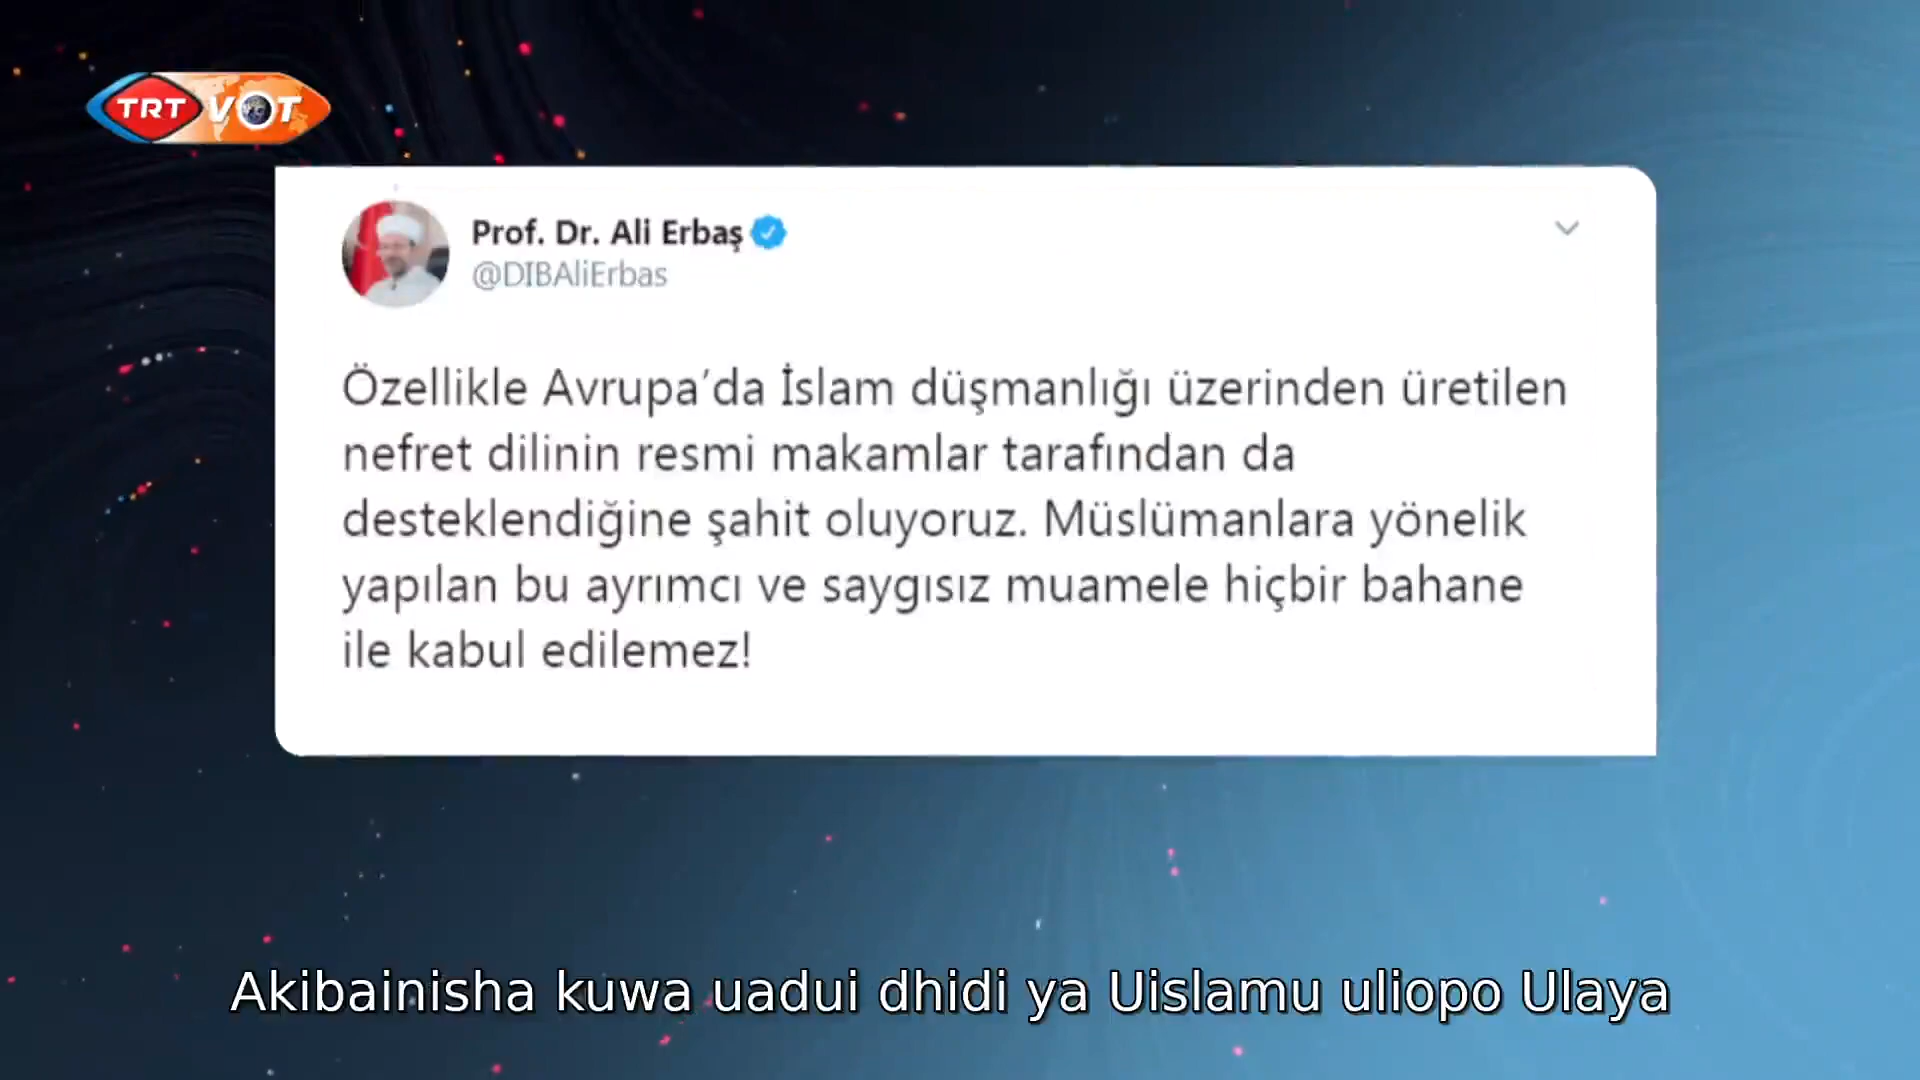 TRT VOT
Prof. Dr. Ali Erbaş
@DIBAliErbas
Özellikle Avrupa'da İslam düşmanlığı üzerinden üretilen
nefret dilinin resmi makamlar tarafından da
desteklendiğine şahit oluyoruz. Müslümanlara yönelik
yapılan bu ayrımcı ve saygısız muamele hiçbir bahane
ile kabul edilemez!
Akibainisha kuwa uadui dhidi ya Uislamu uliopo Ulaya